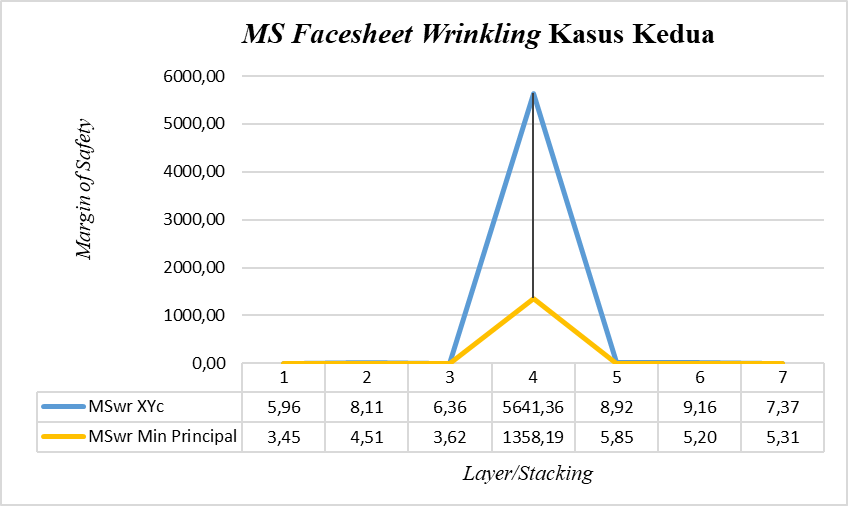 MS Facesheet Wrinkling Kasus Kedua
Margin of Safety
6000,00
5000,00
4000,00
3000,00
2000,00
1000,00
0,00
1 2 3 4 5 6 7
MSwr XYc 5,96 8,11 6,36 5641,36 8,92 9,16 7,37
MSwr Min Principal 3,45 4,51 3,62 1358,19 5,85 5,20 5,31
Layer/Stacking